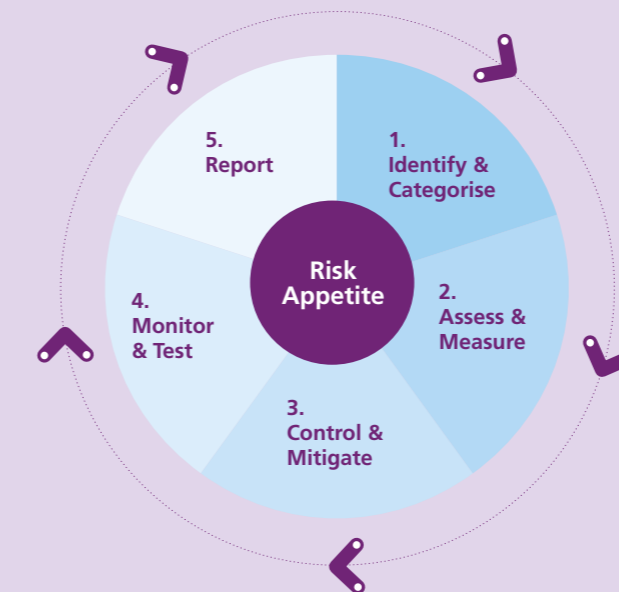 1.
Identify &
Categorise
2.
Assess &
Measure
3.
Control &
Mitigate
4.
Monitor
& Test
5.
Report
Risk
Appetite